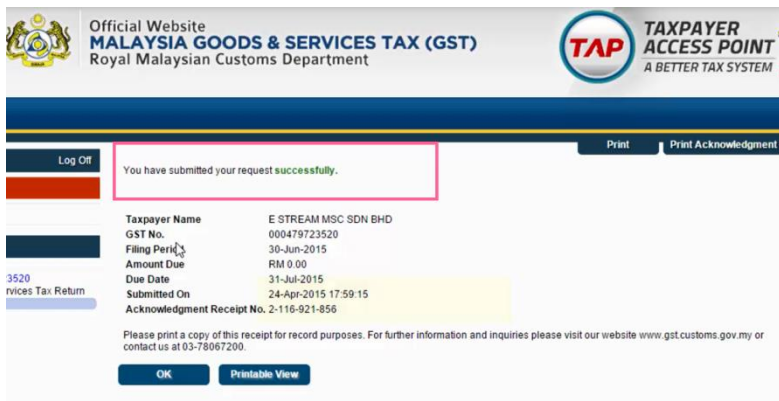 Official Website
MALAYSIA GOODS & SERVICES TAX (GST)
Royal Malaysian Customs Department
TAP
TAXPAYER
ACCESS POINT
A BETTER TAX SYSTEM
Print
Print Acknowledgment
Log Off
You have submitted your request successfully.
Taxpayer Name E STREAM MSC SDN BHD
GST No. 000479723520
Filing Period 30-Jun-2015
Amount Due RM 0.00
3520
Due Date 31-Jul-2015
rvices Tax Return
Submitted On 24-Apr-2015 17:59:15
Acknowledgment Receipt No. 2-116-921-856
Please print a copy of this receipt for record purposes. For further information and inquiries please visit our website www.gst.customs.gov.my or
contact us at 03-78067200.
OK
Printable View